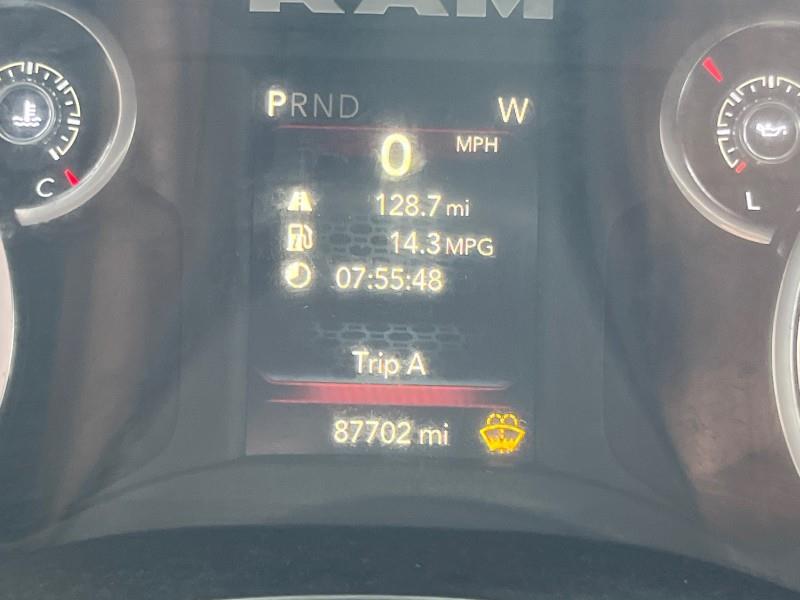 RAM
PRND W
0 MPH
128.7 mi
14.3 MPG
07:55:48
Trip A
87702 mi
C
L